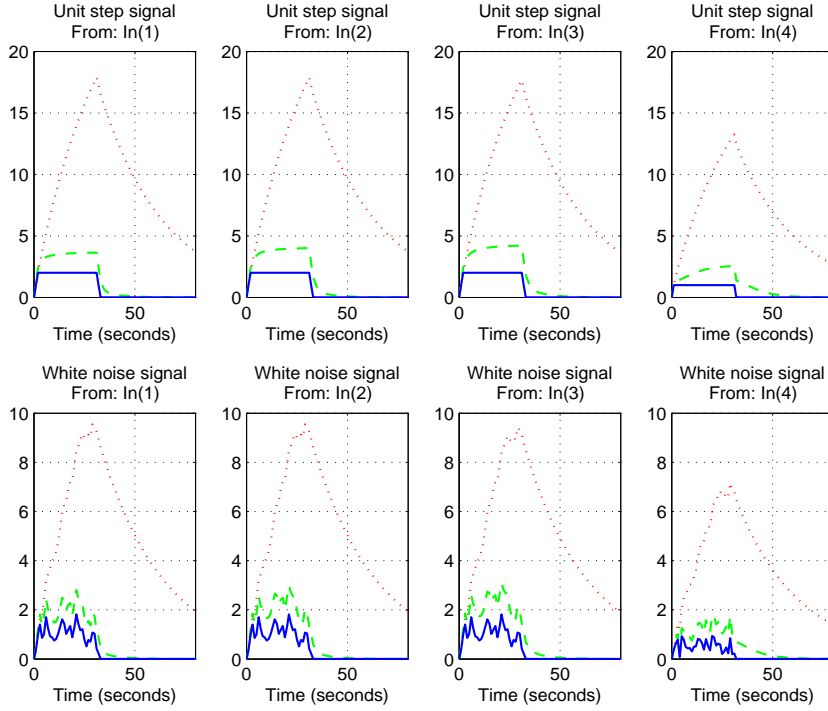 Unit step signal
From: In(1)
Unit step signal
From: In(2)
Unit step signal
From: In(3)
Unit step signal
From: In(4)
20
15
10
5
0
0
50
Time (seconds)
20
15
10
5
0
0
50
Time (seconds)
20
15
10
5
0
0
50
Time (seconds)
20
15
10
5
0
0
50
Time (seconds)
White noise signal
From: In(1)
White noise signal
From: In(2)
White noise signal
From: In(3)
White noise signal
From: In(4)
10
8
6
4
2
0
0
50
Time (seconds)
10
8
6
4
2
0
0
50
Time (seconds)
10
8
6
4
2
0
0
50
Time (seconds)
10
8
6
4
2
0
0
50
Time (seconds)